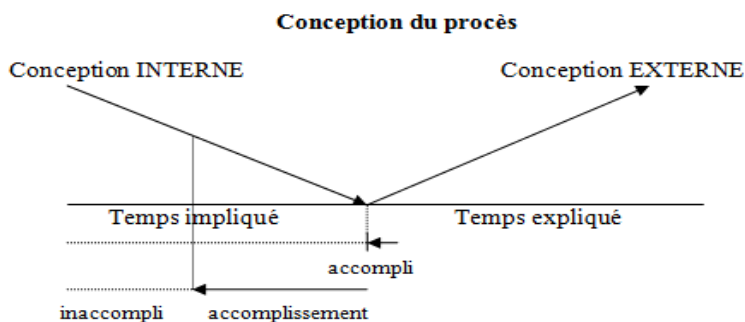 Conception du procès
Conception INTERNE Conception EXTERNE
Temps impliqué Temps expliqué
accompli
inaccompli accomplissement